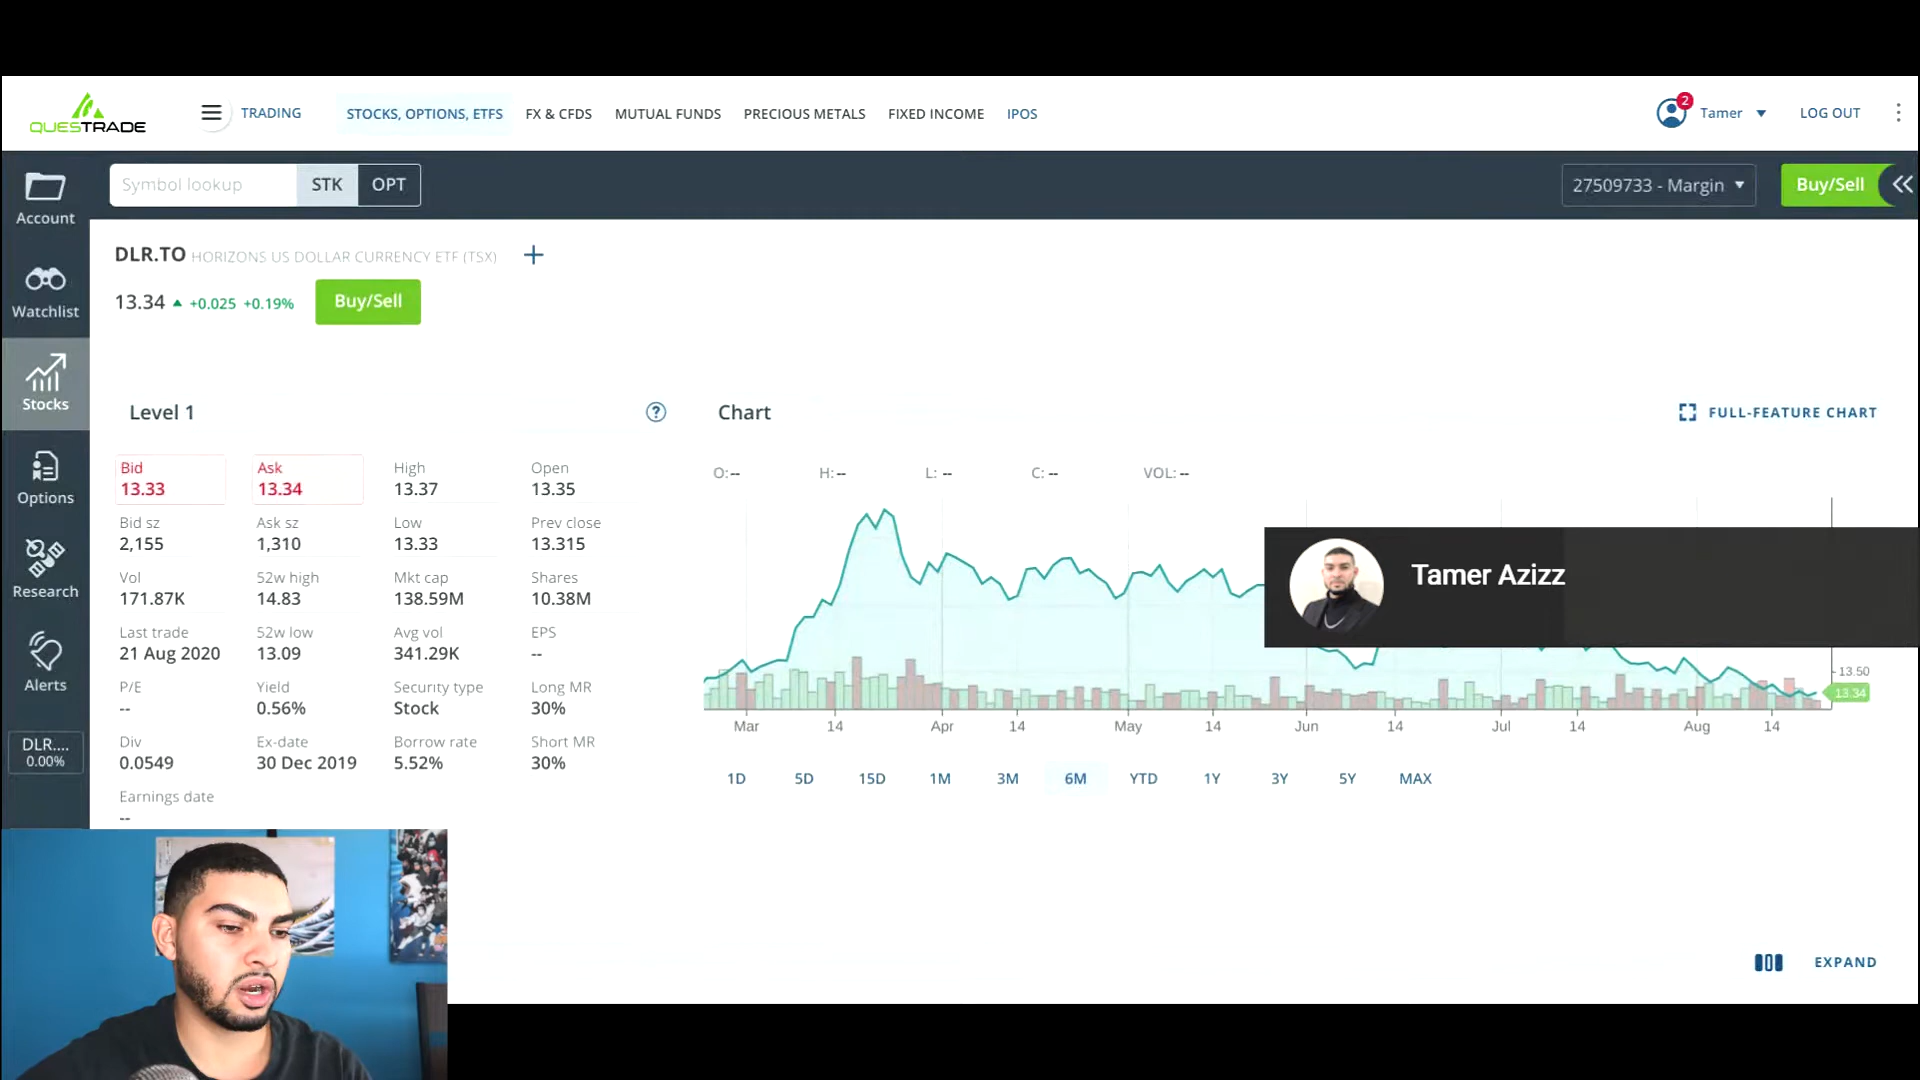 QUESTRADE
TRADING
STOCKS, OPTIONS, ETFS
FX & CFDS
MUTUAL FUNDS
PRECIOUS METALS
FIXED INCOME
IPOS
2
Tamer
LOG OUT
Account
Watchlist
Stocks
Options
Research
Alerts
DLR....
0.00%
Symbol lookup
STK
OPT
27509733 - Margin
Buy/Sell
DLR.TO HORIZONS US DOLLAR CURRENCY ETF (TSX)
13.34 +0.025 +0.19%
Buy/Sell
Level 1
?
Bid
13.33
Ask
13.34
High
13.37
Open
13.35
Bid sz
2,155
Ask sz
1,310
Low
13.33
Prev close
13.315
Vol
171.87K
52w high
14.83
Mkt cap
138.59M
Shares
10.38M
Last trade
21 Aug 2020
52w low
13.09
Avg vol
341.29K
EPS
--
P/E
--
Yield
0.56%
Security type
Stock
Long MR
30%
Div
0.0549
Ex-date
30 Dec 2019
Borrow rate
5.52%
Short MR
30%
Earnings date
--
Chart
FULL-FEATURE CHART
O:-- H:-- L: -- C: -- VOL: --
Tamer Azizz
13.50
13.34
Mar 14 Apr 14 May 14 Jun 14 Jul 14 Aug 14
1D 5D 15D 1M 3M 6M YTD 1Y 3Y 5Y MAX
EXPAND